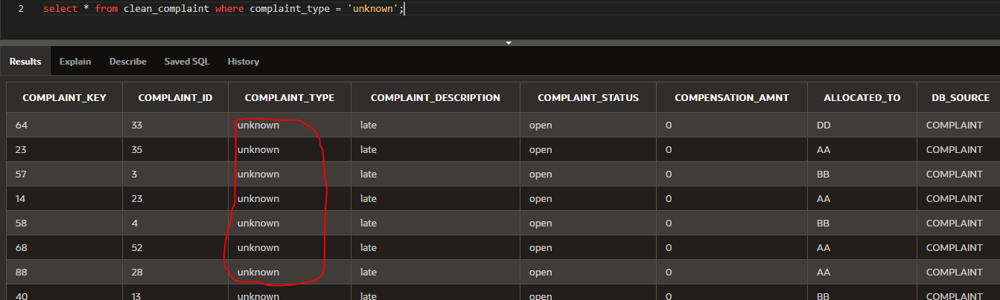 2 select * from clean_complaint where complaint_type = 'unknown';
Results Explain Describe Saved SQL History
COMPLAINT_KEY COMPLAINT_ID COMPLAINT_TYPE COMPLAINT_DESCRIPTION COMPLAINT_STATUS COMPENSATION_AMNT ALLOCATED_TO DB_SOURCE
64 33 unknown late open 0 DD COMPLAINT
23 35 unknown late open 0 AA COMPLAINT
57 3 unknown late open 0 BB COMPLAINT
14 23 unknown late open 0 AA COMPLAINT
58 4 unknown late open 0 BB COMPLAINT
68 52 unknown late open 0 AA COMPLAINT
88 28 unknown late open 0 AA COMPLAINT
40 13 unknown late open 0 BB COMPLAINT